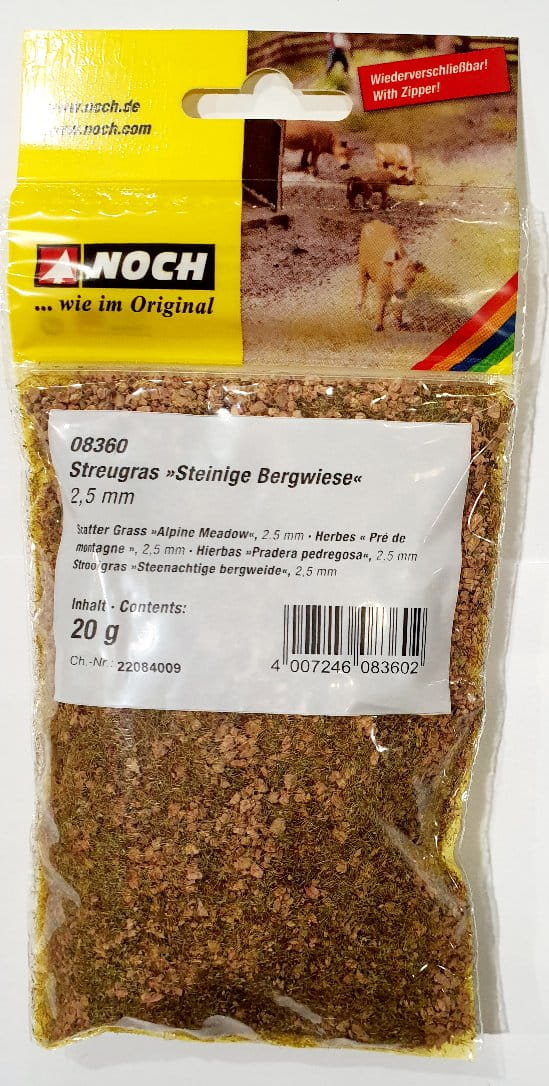 www.noch.de
www.noch.com
Wiederverschließbar!
With Zipper!
NOCH
... wie im Original
08360
Streugras »Steinige Bergwiese«
2,5 mm
Scatter Grass »Alpine Meadow«, 2.5 mm · Herbes « Pré de
montagne », 2,5 mm · Hierbas »Pradera pedregosa«, 2.5 mm
Strooigras »Steenachtige bergweide«, 2,5 mm
Inhalt · Contents:
20 g
Ch.-Nr.: 22084009
4 007246 083602